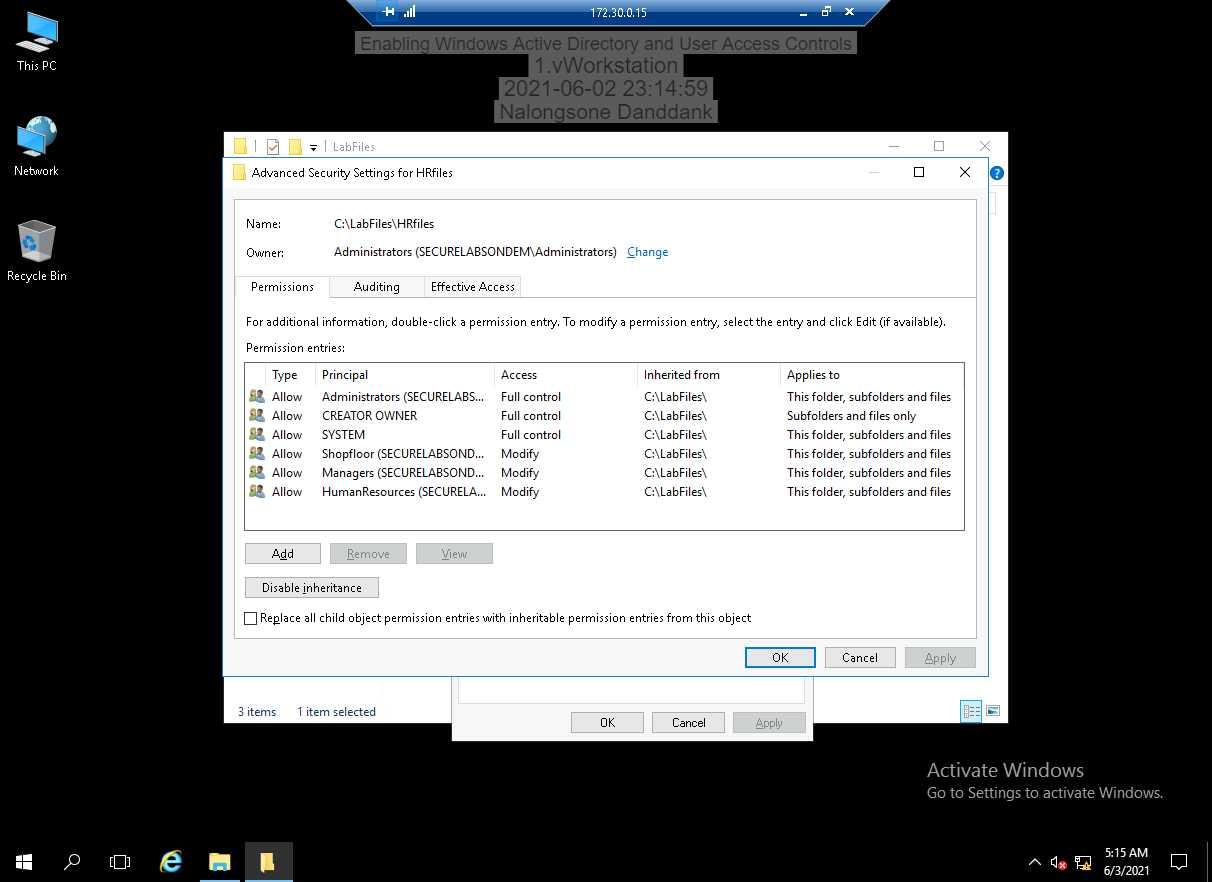 172.30.0.15
Enabling Windows Active Directory and User Access Controls
1.vWorkstation
2021-06-02 23:14:59
Nalongsone Danddank
This PC
Network
Recycle Bin
LabFiles
Advanced Security Settings for HRfiles
Name: C:\LabFiles\HRfiles
Owner: Administrators (SECURELABSONDEM\Administrators) Change
Permissions Auditing Effective Access
For additional information, double-click a permission entry. To modify a permission entry, select the entry and click Edit (if available).
Permission entries:
Type Principal Access Inherited from Applies to
Allow Administrators (SECURELABS... Full control C:\LabFiles\ This folder, subfolders and files
Allow CREATOR OWNER Full control C:\LabFiles\ Subfolders and files only
Allow SYSTEM Full control C:\LabFiles\ This folder, subfolders and files
Allow Shopfloor (SECURELABSOND... Modify C:\LabFiles\ This folder, subfolders and files
Allow Managers (SECURELABSOND... Modify C:\LabFiles\ This folder, subfolders and files
Allow HumanResources (SECURELA... Modify C:\LabFiles\ This folder, subfolders and files
Add Remove View
Disable inheritance
Replace all child object permission entries with inheritable permission entries from this object
OK Cancel Apply
3 items 1 item selected
OK Cancel Apply
Activate Windows
Go to Settings to activate Windows.
5:15 AM
6/3/2021